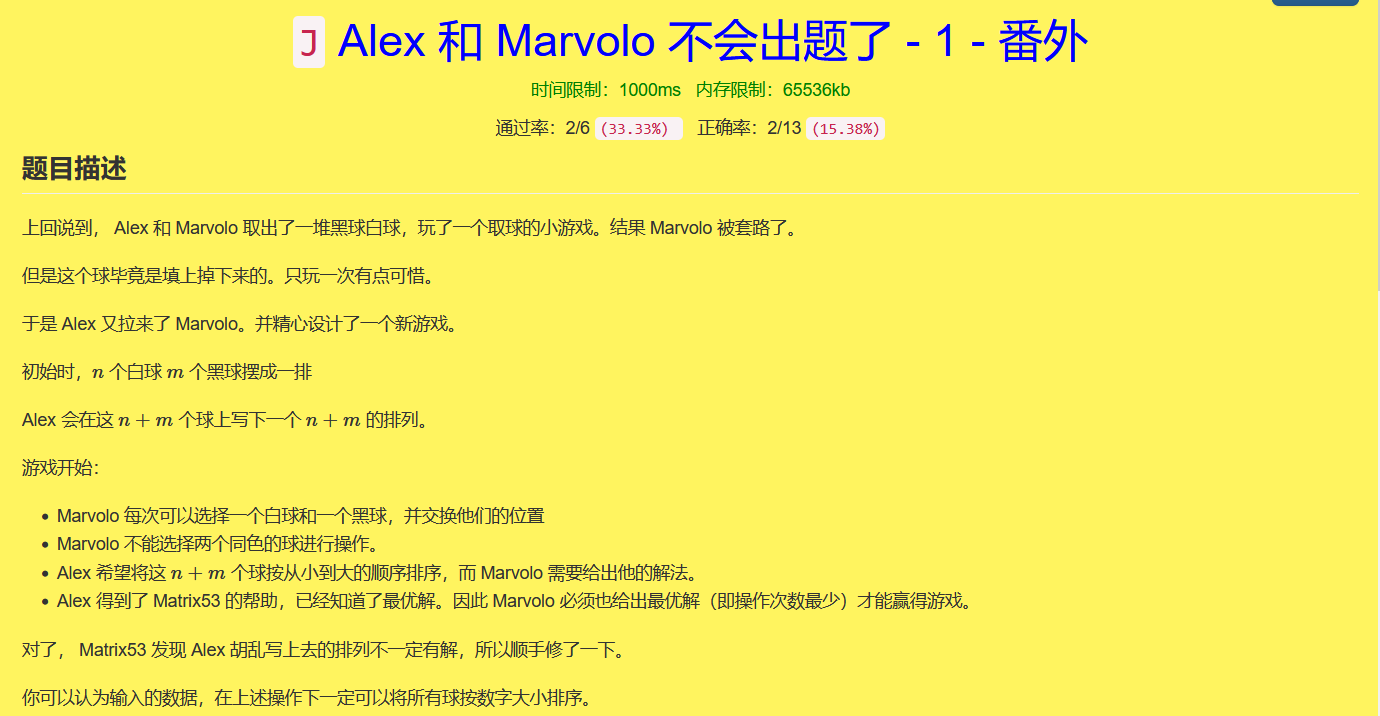 J Alex 和 Marvolo 不会出题了 - 1 - 番外
时间限制：1000ms 内存限制：65536kb
通过率：2/6 (33.33%) 正确率：2/13 (15.38%)
题目描述
上回说到， Alex 和 Marvolo 取出了一堆黑球白球，玩了一个取球的小游戏。结果 Marvolo 被套路了。
但是这个球毕竟是填上掉下来的。只玩一次有点可惜。
于是 Alex 又拉来了 Marvolo。并精心设计了一个新游戏。
初始时，n 个白球 m 个黑球摆成一排
Alex 会在这 n + m 个球上写下一个 n + m 的排列。
游戏开始：
• Marvolo 每次可以选择一个白球和一个黑球，并交换他们的位置
• Marvolo 不能选择两个同色的球进行操作。
• Alex 希望将这 n + m 个球按从小到大的顺序排序，而 Marvolo 需要给出他的解法。
• Alex 得到了 Matrix53 的帮助，已经知道了最优解。因此 Marvolo 必须也给出最优解（即操作次数最少）才能赢得游戏。
对了， Matrix53 发现 Alex 胡乱写上去的排列不一定有解，所以顺手修了一下。
你可以认为输入的数据，在上述操作下一定可以将所有球按数字大小排序。